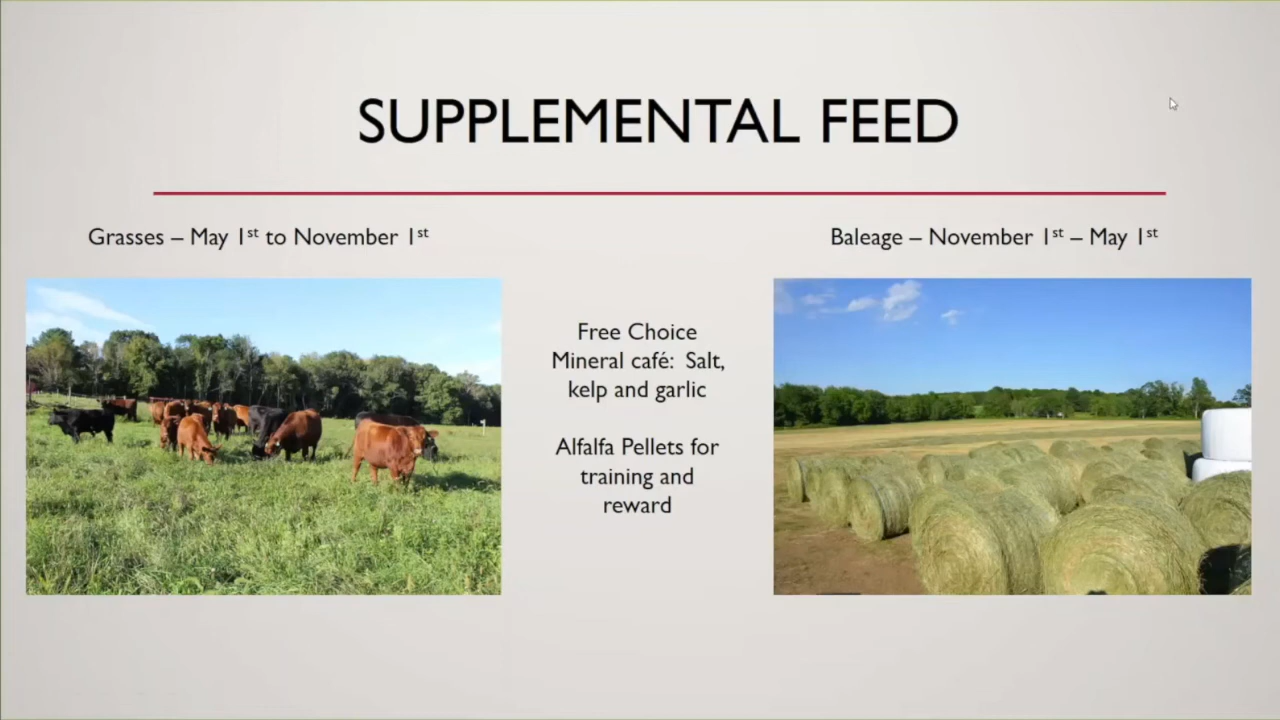 SUPPLEMENTAL FEED
Grasses – May 1st to November 1st
Free Choice
Mineral café:  Salt,
kelp and garlic
Alfalfa Pellets for
training and
reward
Baleage – November 1st – May 1st